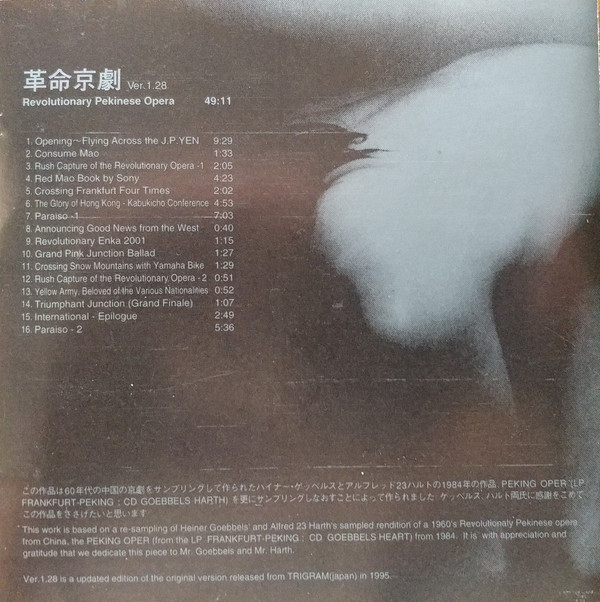 革命京劇 Ver.1.28
Revolutionary Pekinese Opera 49:11
1. Opening~Flying Across the J.P.YEN 9:29
2. Consume Mao 1:33
3. Rush Capture of the Revolutionary Opera -1 2:05
4. Red Mao Book by Sony 4:23
5. Crossing Frankfurt Four Times 2:02
6. The Glory of Hong Kong - Kabukicho Conference 4:53
7. Paraiso -1 7:03
8. Announcing Good News from the West 0:40
9. Revolutionary Enka 2001 1:15
10. Grand Pink Junction Ballad 1:27
11. Crossing Snow Mountains with Yamaha Bike 1:29
12. Rush Capture of the Revolutionary Opera - 2 0:51
13. Yellow Army, Beloved of the Various Nationalities 0:52
14. Triumphant Junction (Grand Finale) 1:07
15. International - Epilogue 2:49
16. Paraiso - 2 5:36
この作品は60年代の中国の京劇をサンプリングして作られたハイナー・ゲッベルスとアルフレッド23ハルトの1984年の作品, PEKING OPER (LP
FRANKFURT-PEKING ; CD GOEBBELS HARTH) を更にサンプリングしなおすことによって作られました. ゲッベルス, ハルト両氏に感謝をこめて
この作品をささげたいと思います
This work is based on a re-sampling of Heiner Goebbels' and Alfred 23 Harth's sampled rendition of a 1960's Revolutionaly Pekinese opera
from China, the PEKING OPER (from the LP FRANKFURT-PEKING ; CD GOEBBELS HEART) from 1984. It is with appreciation and
gratitude that we dedicate this piece to Mr. Goebbels and Mr. Harth.
Ver.1.28 is a updated edition of the original version released from TRIGRAM(japan) in 1995.